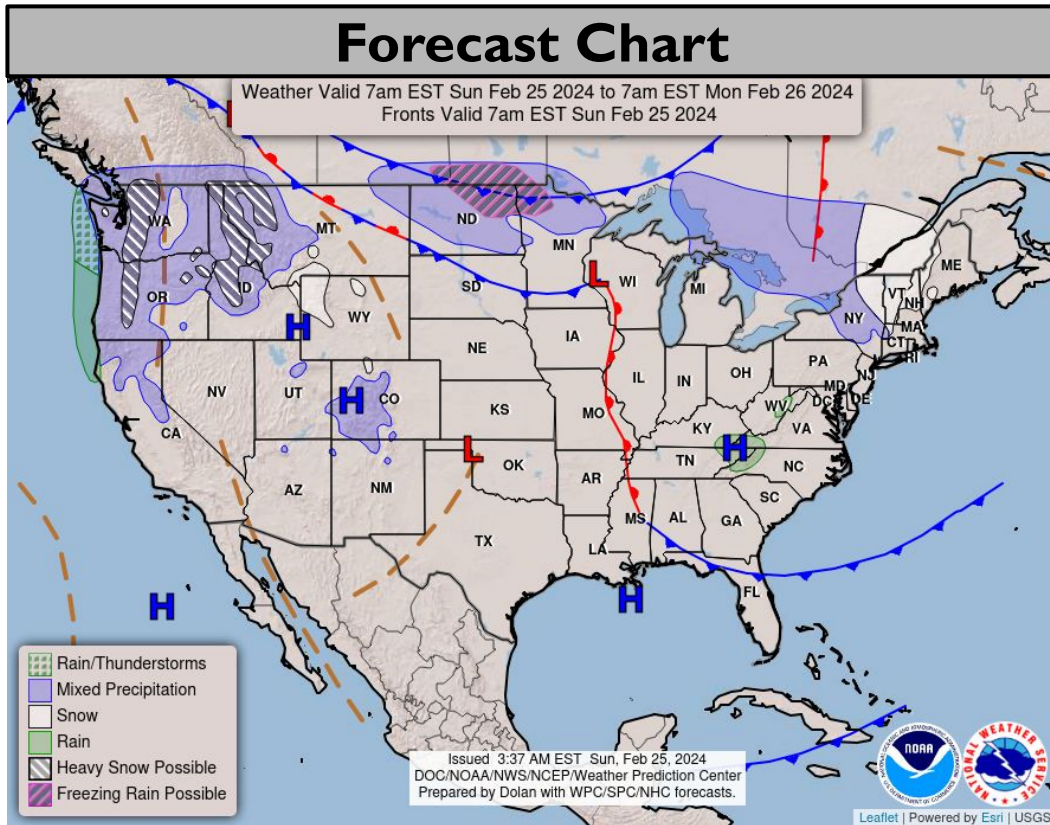 Forecast Chart
Weather Valid 7am EST Sun Feb 25 2024 to 7am EST Mon Feb 26 2024
Fronts Valid 7am EST Sun Feb 25 2024
WA
MT
ND
MN
ME
OR
ID
SD
L
WI
MI
VT
NH
NY
MA
CT
RI
H
WY
IA
NE
PA
NJ
NV
UT
H
CO
KS
MO
IL
IN
OH
MD
DE
DC
WV
VA
CA
KY
H
L
OK
TN
NC
AZ
NM
AR
SC
MS
AL
GA
TX
LA
FL
H
H
Rain/Thunderstorms
Mixed Precipitation
Snow
Rain
Heavy Snow Possible
Freezing Rain Possible
Issued 3:37 AM EST Sun, Feb 25, 2024
DOC/NOAA/NWS/NCEP/Weather Prediction Center
Prepared by Dolan with WPC/SPC/NHC forecasts.
NOAA
NATIONAL WEATHER SERVICE
Leaflet | Powered by Esri | USGS